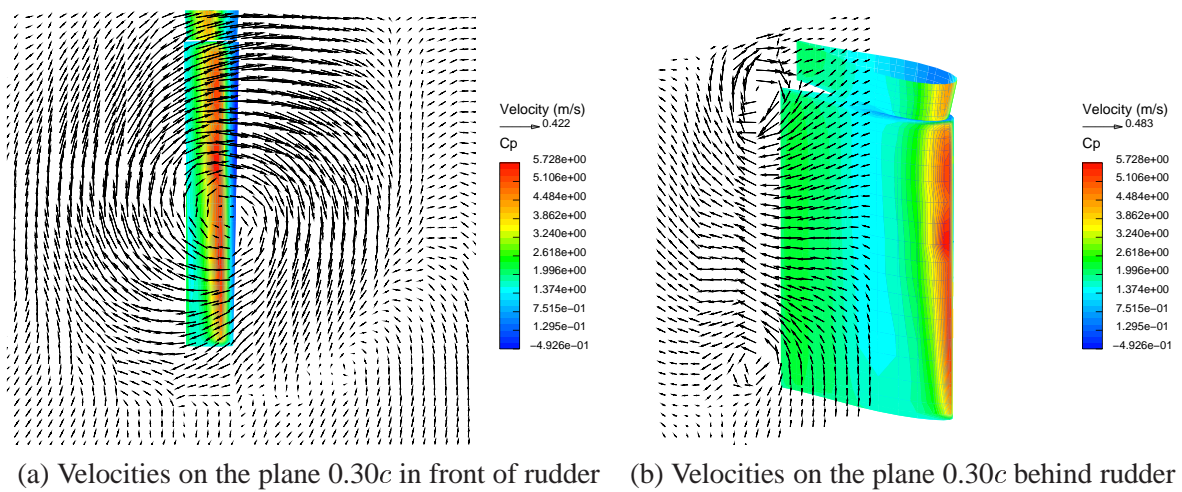 Velocity (m/s)
0.422
Cp
5.728e+00
5.106e+00
4.484e+00
3.862e+00
3.240e+00
2.618e+00
1.996e+00
1.374e+00
7.515e−01
1.295e−01
−4.926e−01
Velocity (m/s)
0.483
Cp
5.728e+00
5.106e+00
4.484e+00
3.862e+00
3.240e+00
2.618e+00
1.996e+00
1.374e+00
7.515e−01
1.295e−01
−4.926e−01
(a) Velocities on the plane 0.30c in front of rudder
(b) Velocities on the plane 0.30c behind rudder